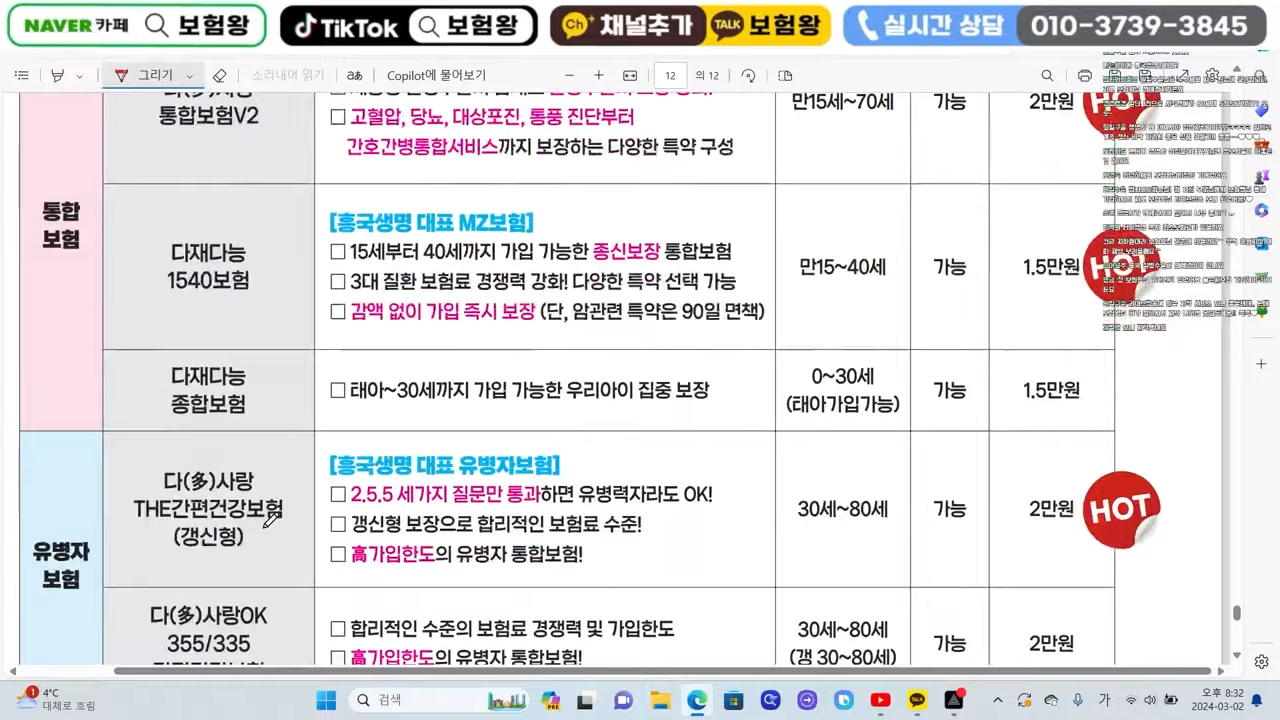 NAVER 카페 보험왕
TikTok 보험왕
Ch+ 채널추가 TALK 보험왕
실시간 상담 010-3739-3845
그리기 소리내어 읽기 aあ Copilot에 물어보기 12 의 12
통합보험V2
□ 고혈압, 당뇨, 대상포진, 통풍 진단부터
간호간병통합서비스까지 보장하는 다양한 특약 구성
만15세~70세
가능
2만원
HOT
통합
보험
다재다능
1540보험
[흥국생명 대표 MZ보험]
□ 15세부터 40세까지 가입 가능한 종신보장 통합보험
□ 3대 질환 보험료 경쟁력 강화! 다양한 특약 선택 가능
□ 감액 없이 가입 즉시 보장 (단, 암관련 특약은 90일 면책)
만15~40세
가능
1.5만원
HOT
다재다능
종합보험
□ 태아~30세까지 가입 가능한 우리아이 집중 보장
0~30세
(태아가입가능)
가능
1.5만원
유병자
보험
다(多)사랑
THE간편건강보험
(갱신형)
[흥국생명 대표 유병자보험]
□ 2.5.5 세가지 질문만 통과하면 유병력자라도 OK!
□ 갱신형 보장으로 합리적인 보험료 수준!
□ 高가입한도의 유병자 통합보험!
30세~80세
가능
2만원
HOT
다(多)사랑OK
355/335
□ 합리적인 수준의 보험료 경쟁력 및 가입한도
□ 高가입한도의 유병자 통합보험!
30세~80세
(갱 30~80세)
가능
2만원
1
4°C
대체로 흐림
검색
PRE
TALK
가
오후 8:32
2024-03-02